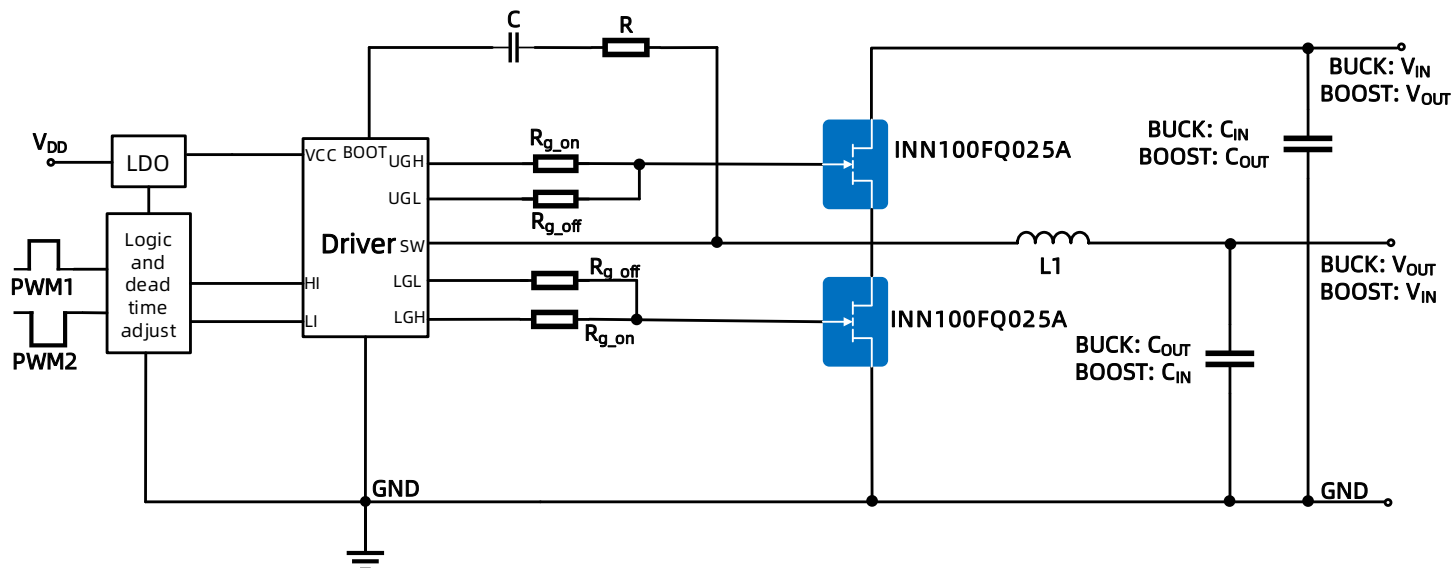 C
R
BUCK: VIN
BOOST: VOUT
VDD
LDO
VCC
BOOT
UGH
Rg_on
INN100FQ025A
BUCK: CIN
BOOST: COUT
UGL
Rg_off
Logic
and
dead
time
adjust
Driver
SW
L1
BUCK: VOUT
BOOST: VIN
PWM1
HI
LGL
Rg_off
PWM2
LI
LGH
Rg_on
INN100FQ025A
BUCK: COUT
BOOST: CIN
GND
GND